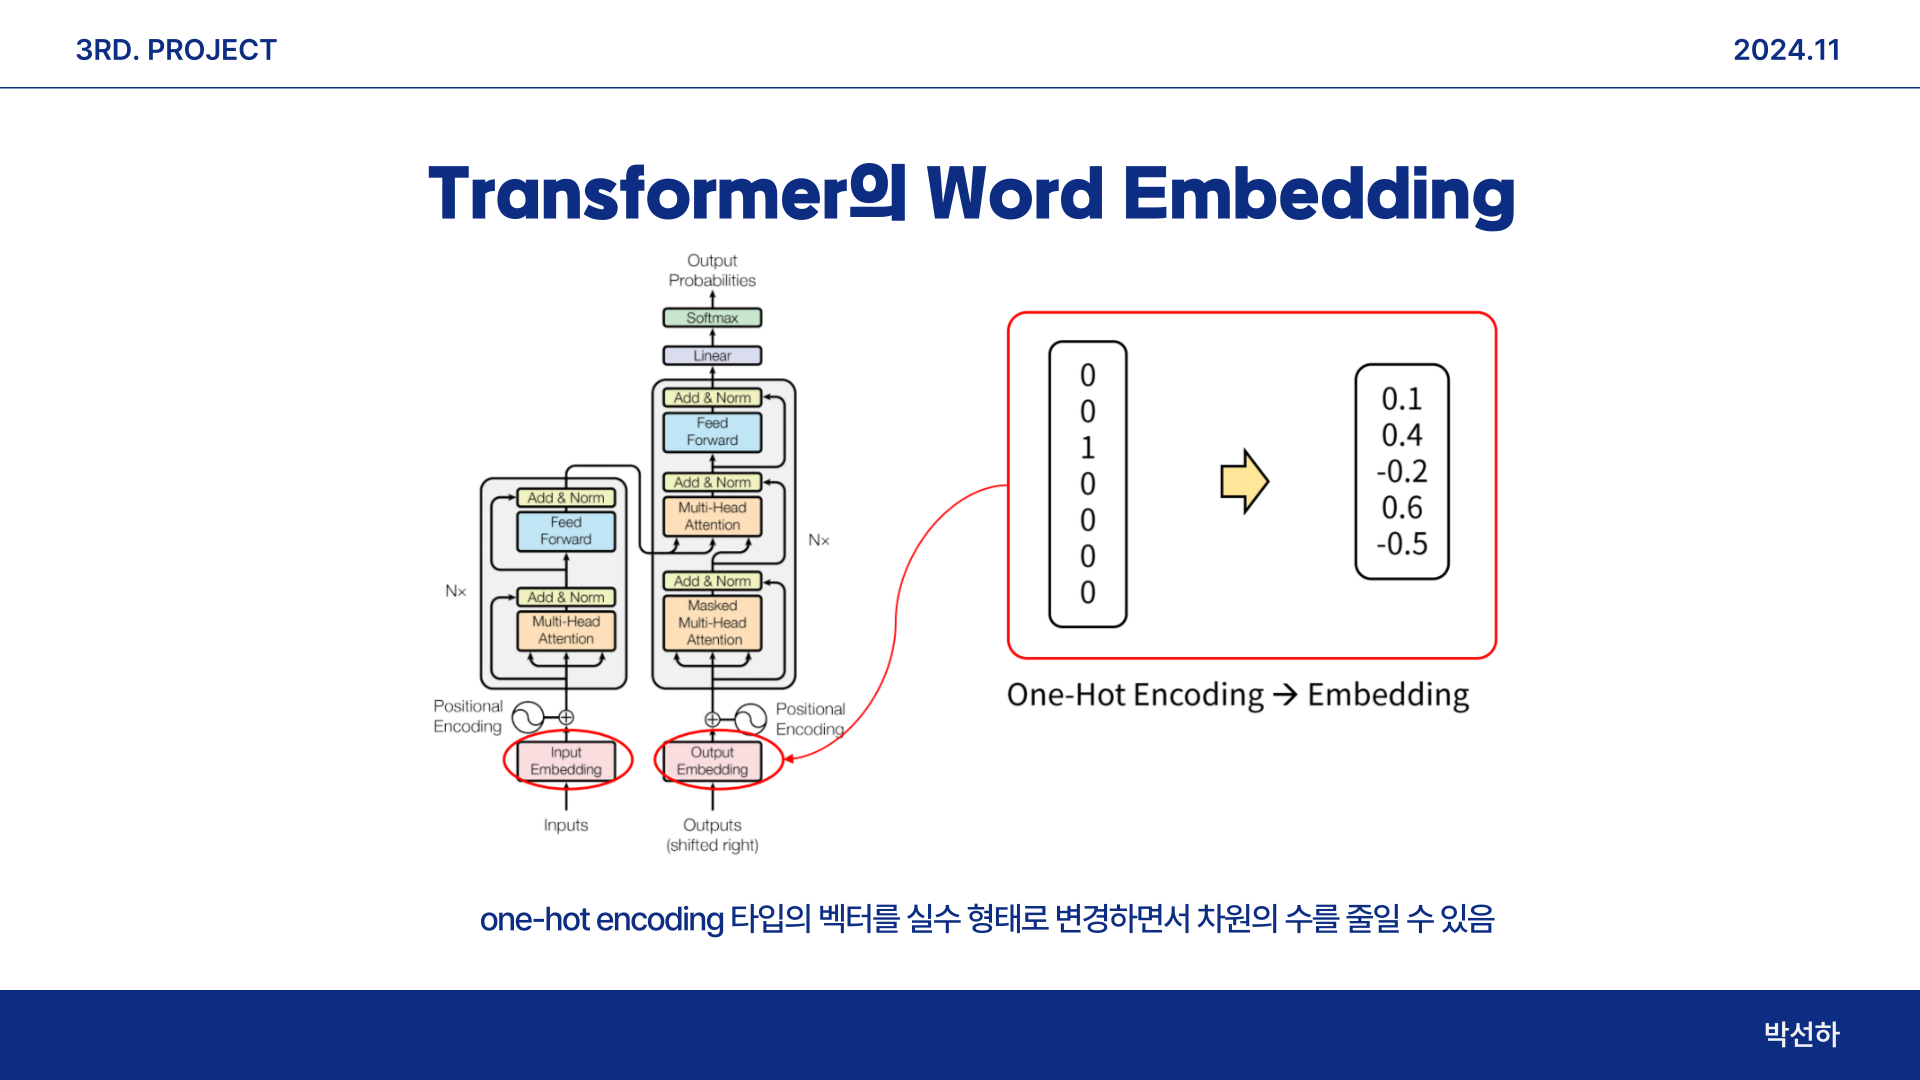 3RD. PROJECT
2024.11
Transformer의 Word Embedding
Output
Probabilities
Softmax
Linear
Add & Norm
Feed
Forward
Add & Norm
Multi-Head
Attention
Add & Norm
Masked
Multi-Head
Attention
Nx
Add & Norm
Feed
Forward
Add & Norm
Multi-Head
Attention
Nx
Positional
Encoding
Positional
Encoding
Input
Embedding
Output
Embedding
Inputs
Outputs
(shifted right)
0
0
1
0
0
0
0
0.1
0.4
-0.2
0.6
-0.5
One-Hot Encoding → Embedding
one-hot encoding 타입의 벡터를 실수 형태로 변경하면서 차원의 수를 줄일 수 있음
박선하